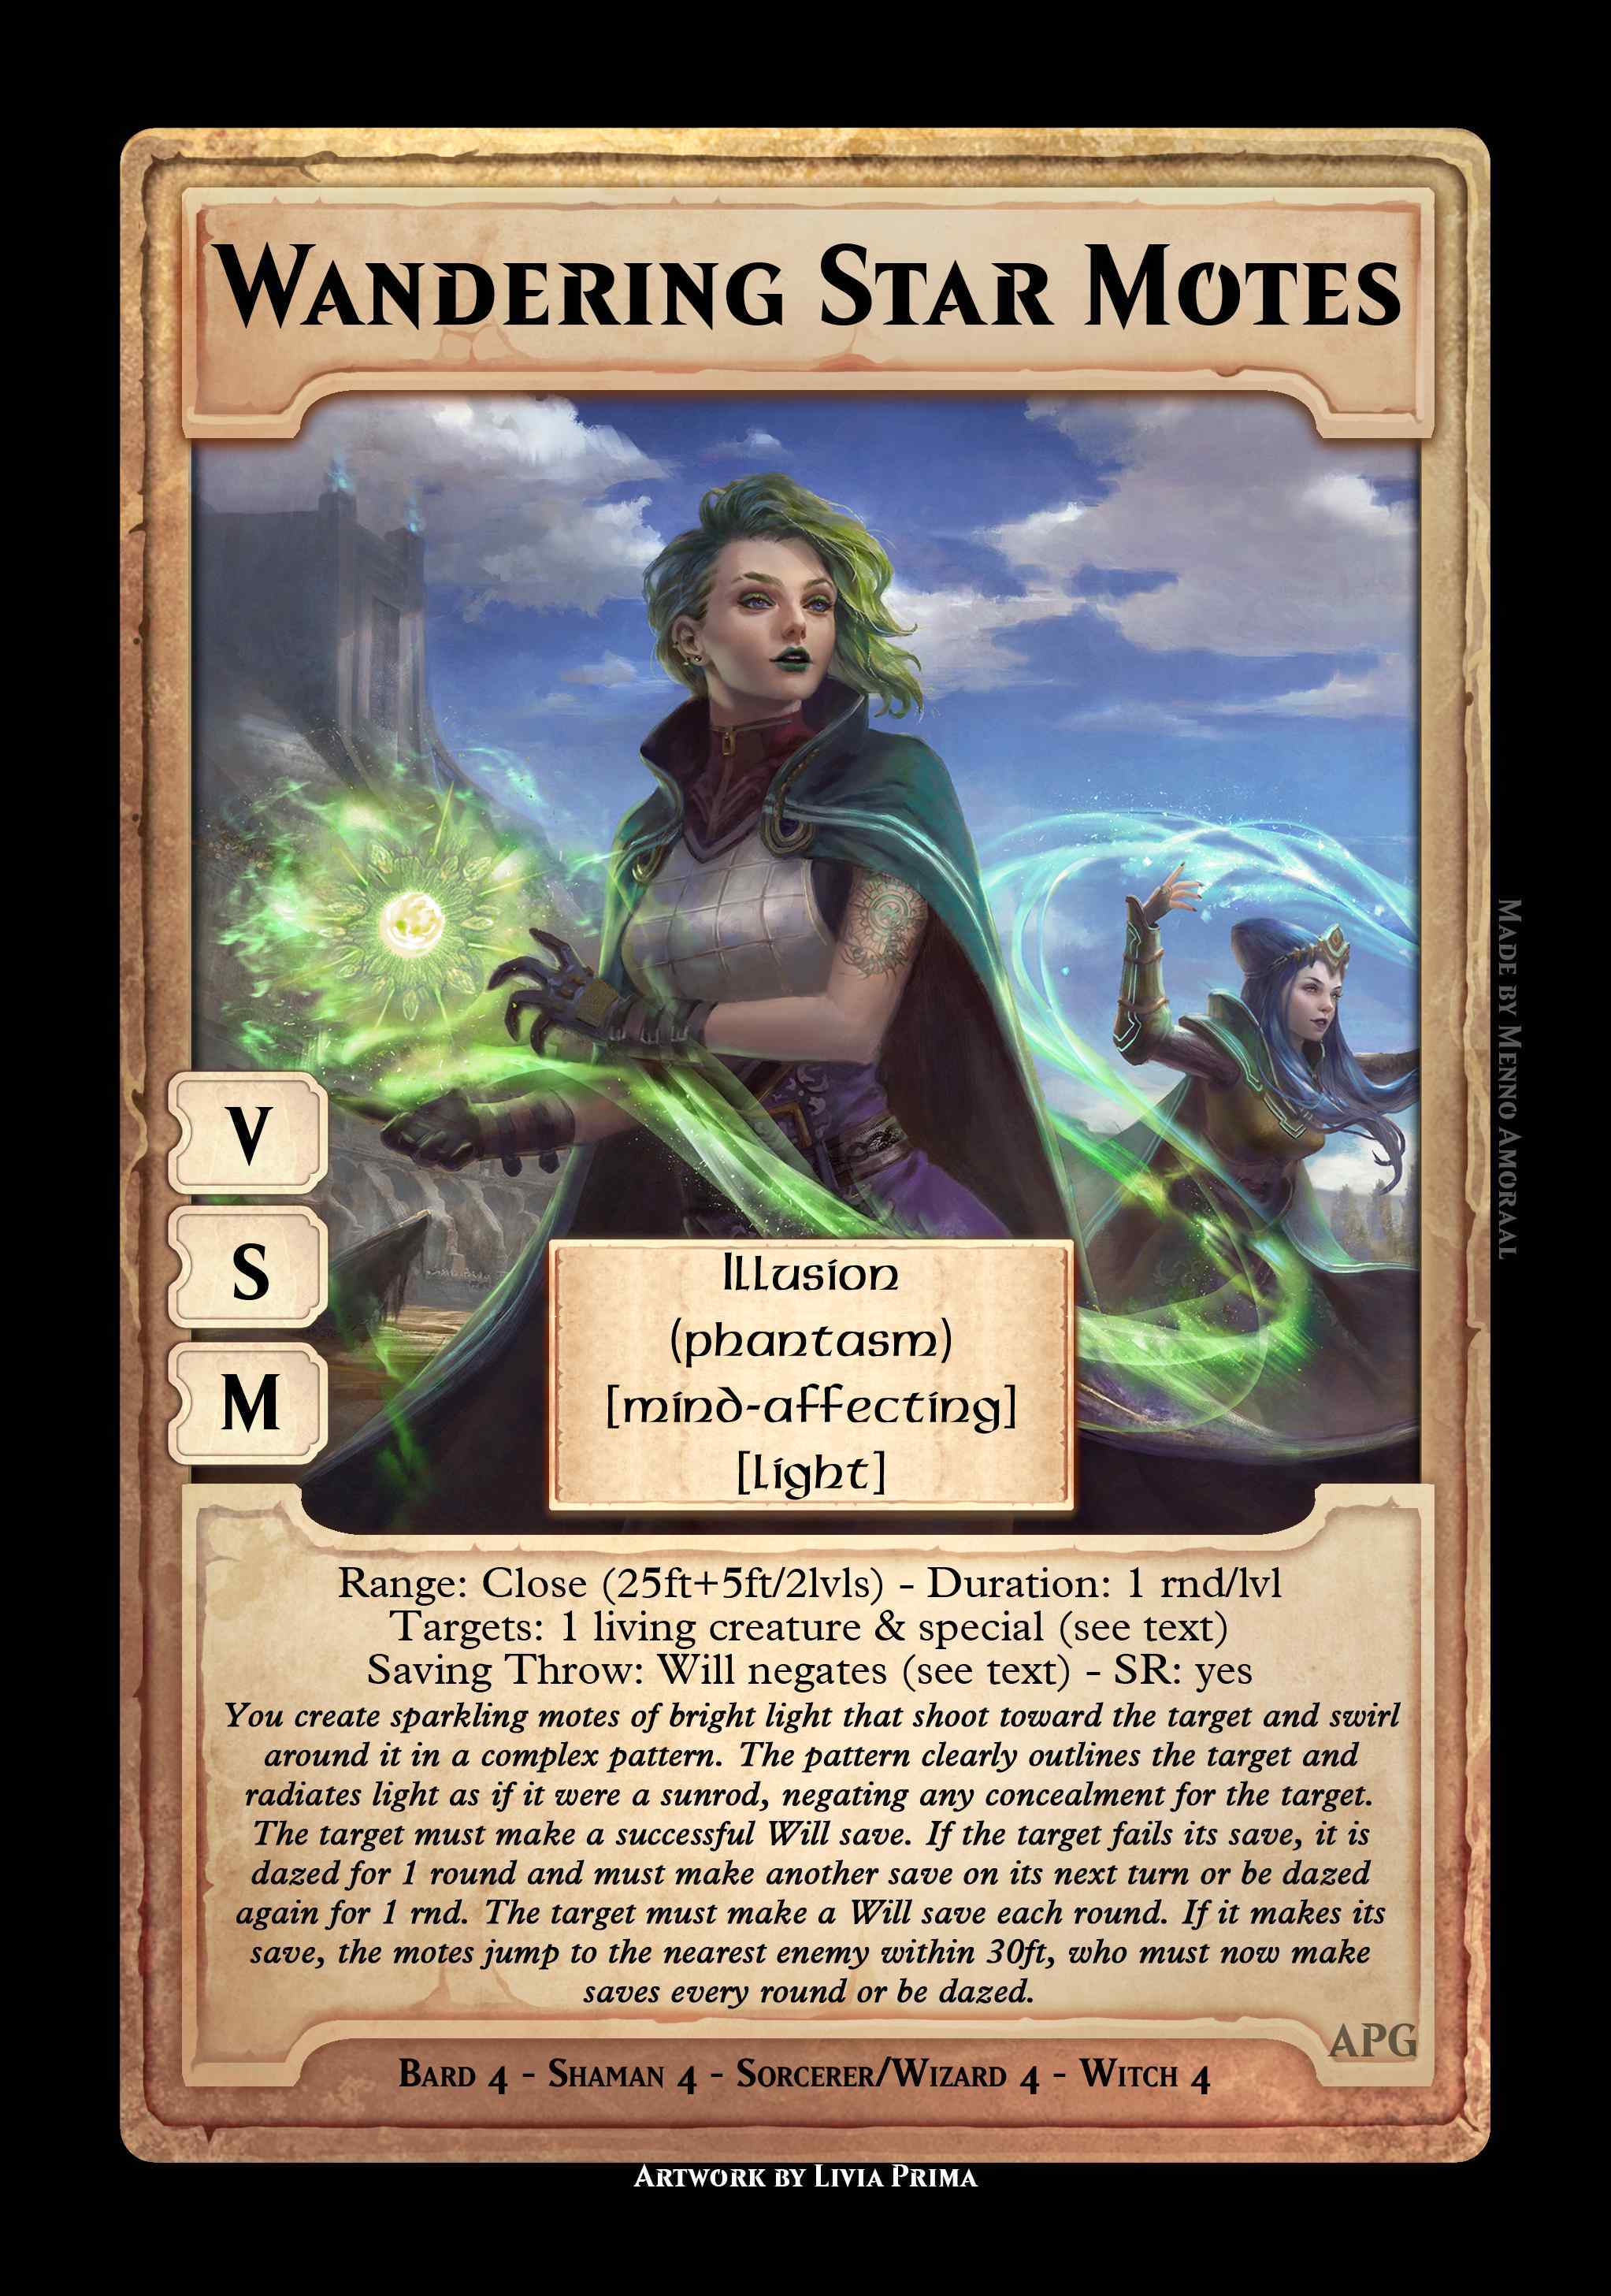 Wandering Star Motes
V
S
M
Illusion
(phantasm)
[mind-affecting]
[light]
Range: Close (25ft+5ft/2lvls) - Duration: 1 rnd/lvl
Targets: 1 living creature & special (see text)
Saving Throw: Will negates (see text) - SR: yes
You create sparkling motes of bright light that shoot toward the target and swirl
around it in a complex pattern. The pattern clearly outlines the target and
radiates light as if it were a sunrod, negating any concealment for the target.
The target must make a successful Will save. If the target fails its save, it is
dazed for 1 round and must make another save on its next turn or be dazed
again for 1 rnd. The target must make a Will save each round. If it makes its
save, the motes jump to the nearest enemy within 30ft, who must now make
saves every round or be dazed.
APG
Bard 4 - Shaman 4 - Sorcerer/Wizard 4 - Witch 4
Artwork by Livia Prima
Made by Menno Amoraal